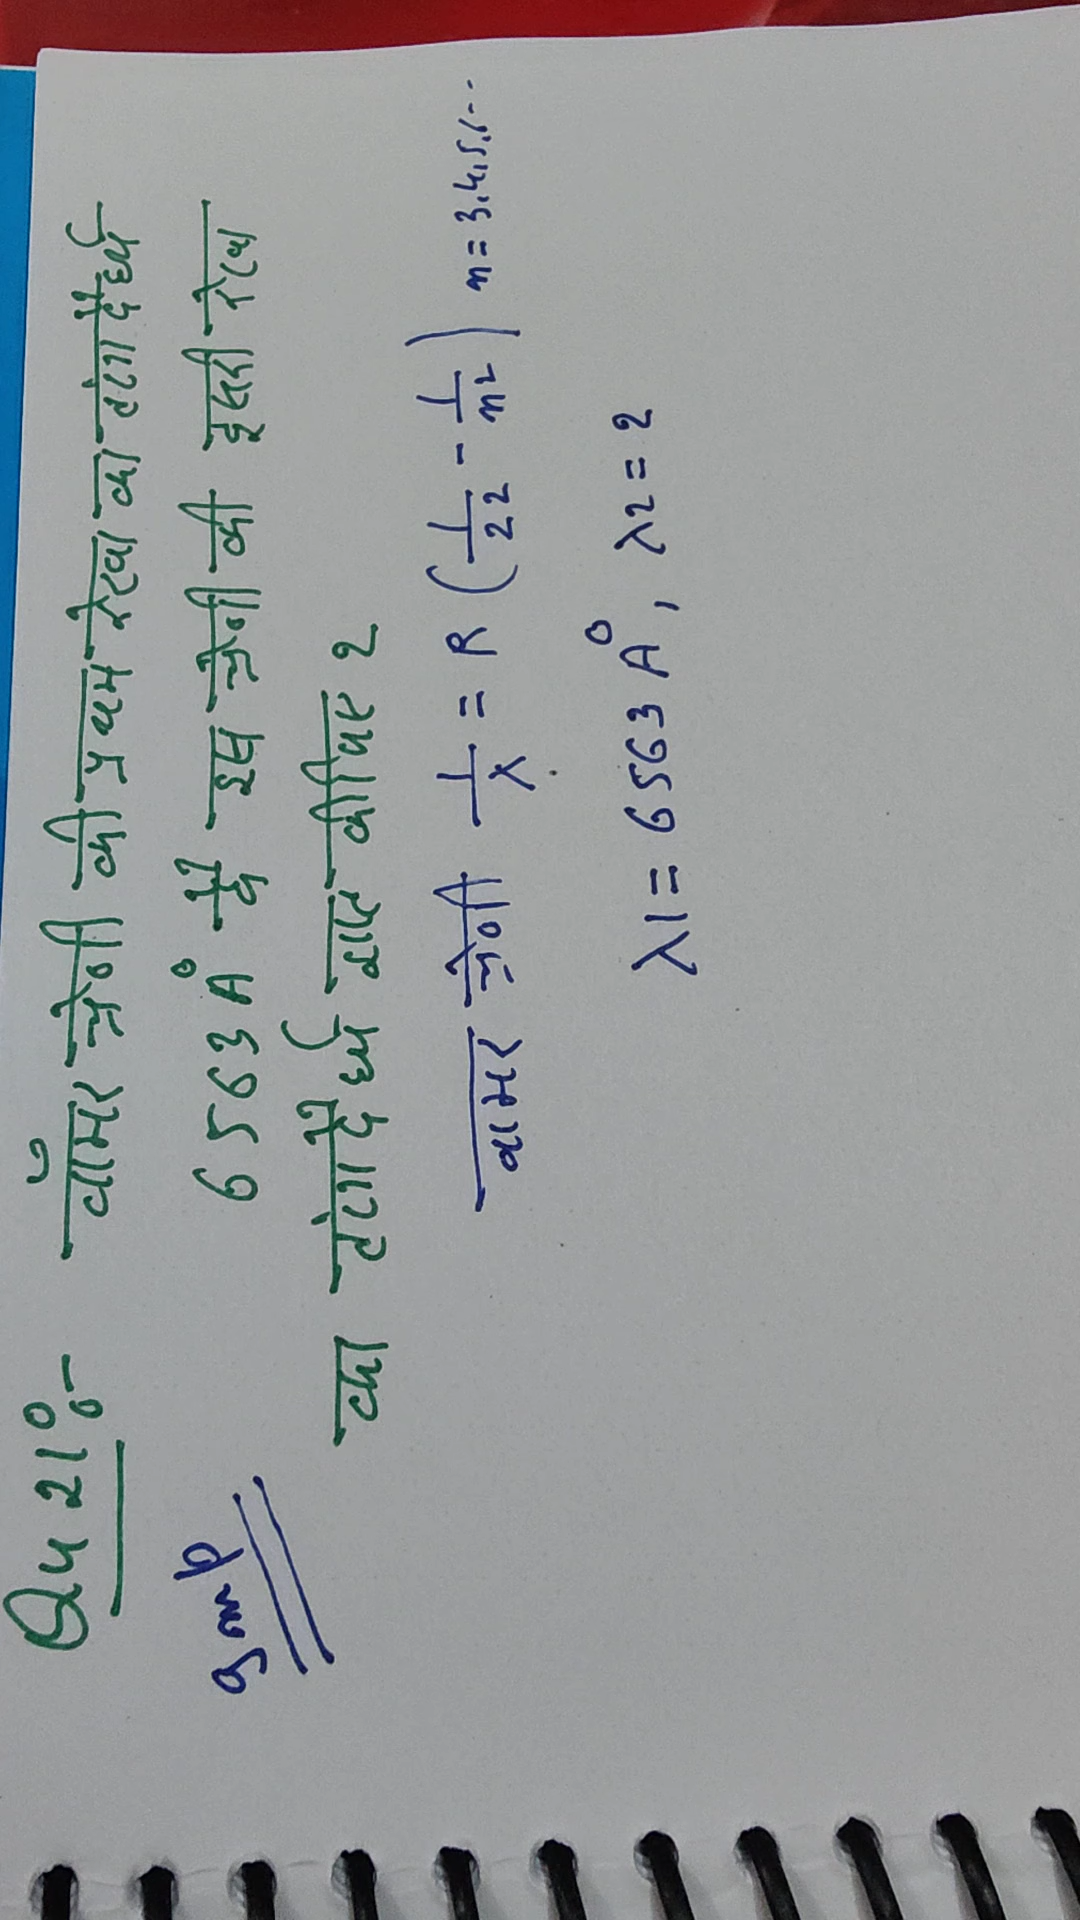 Que 21:- बॉमर श्रेणी की प्रथम रेखा का तरंगदैर्ध्य
Imp 6563 A° है इस श्रेणी की दूसरी रेखा
का तरंगदैर्ध्य ज्ञात कीजिए ?
बामर श्रेणी 1/λ = R (1/2² - 1/n²) n = 3,4,5,6--
λ1 = 6563 A°, λ2 = ?